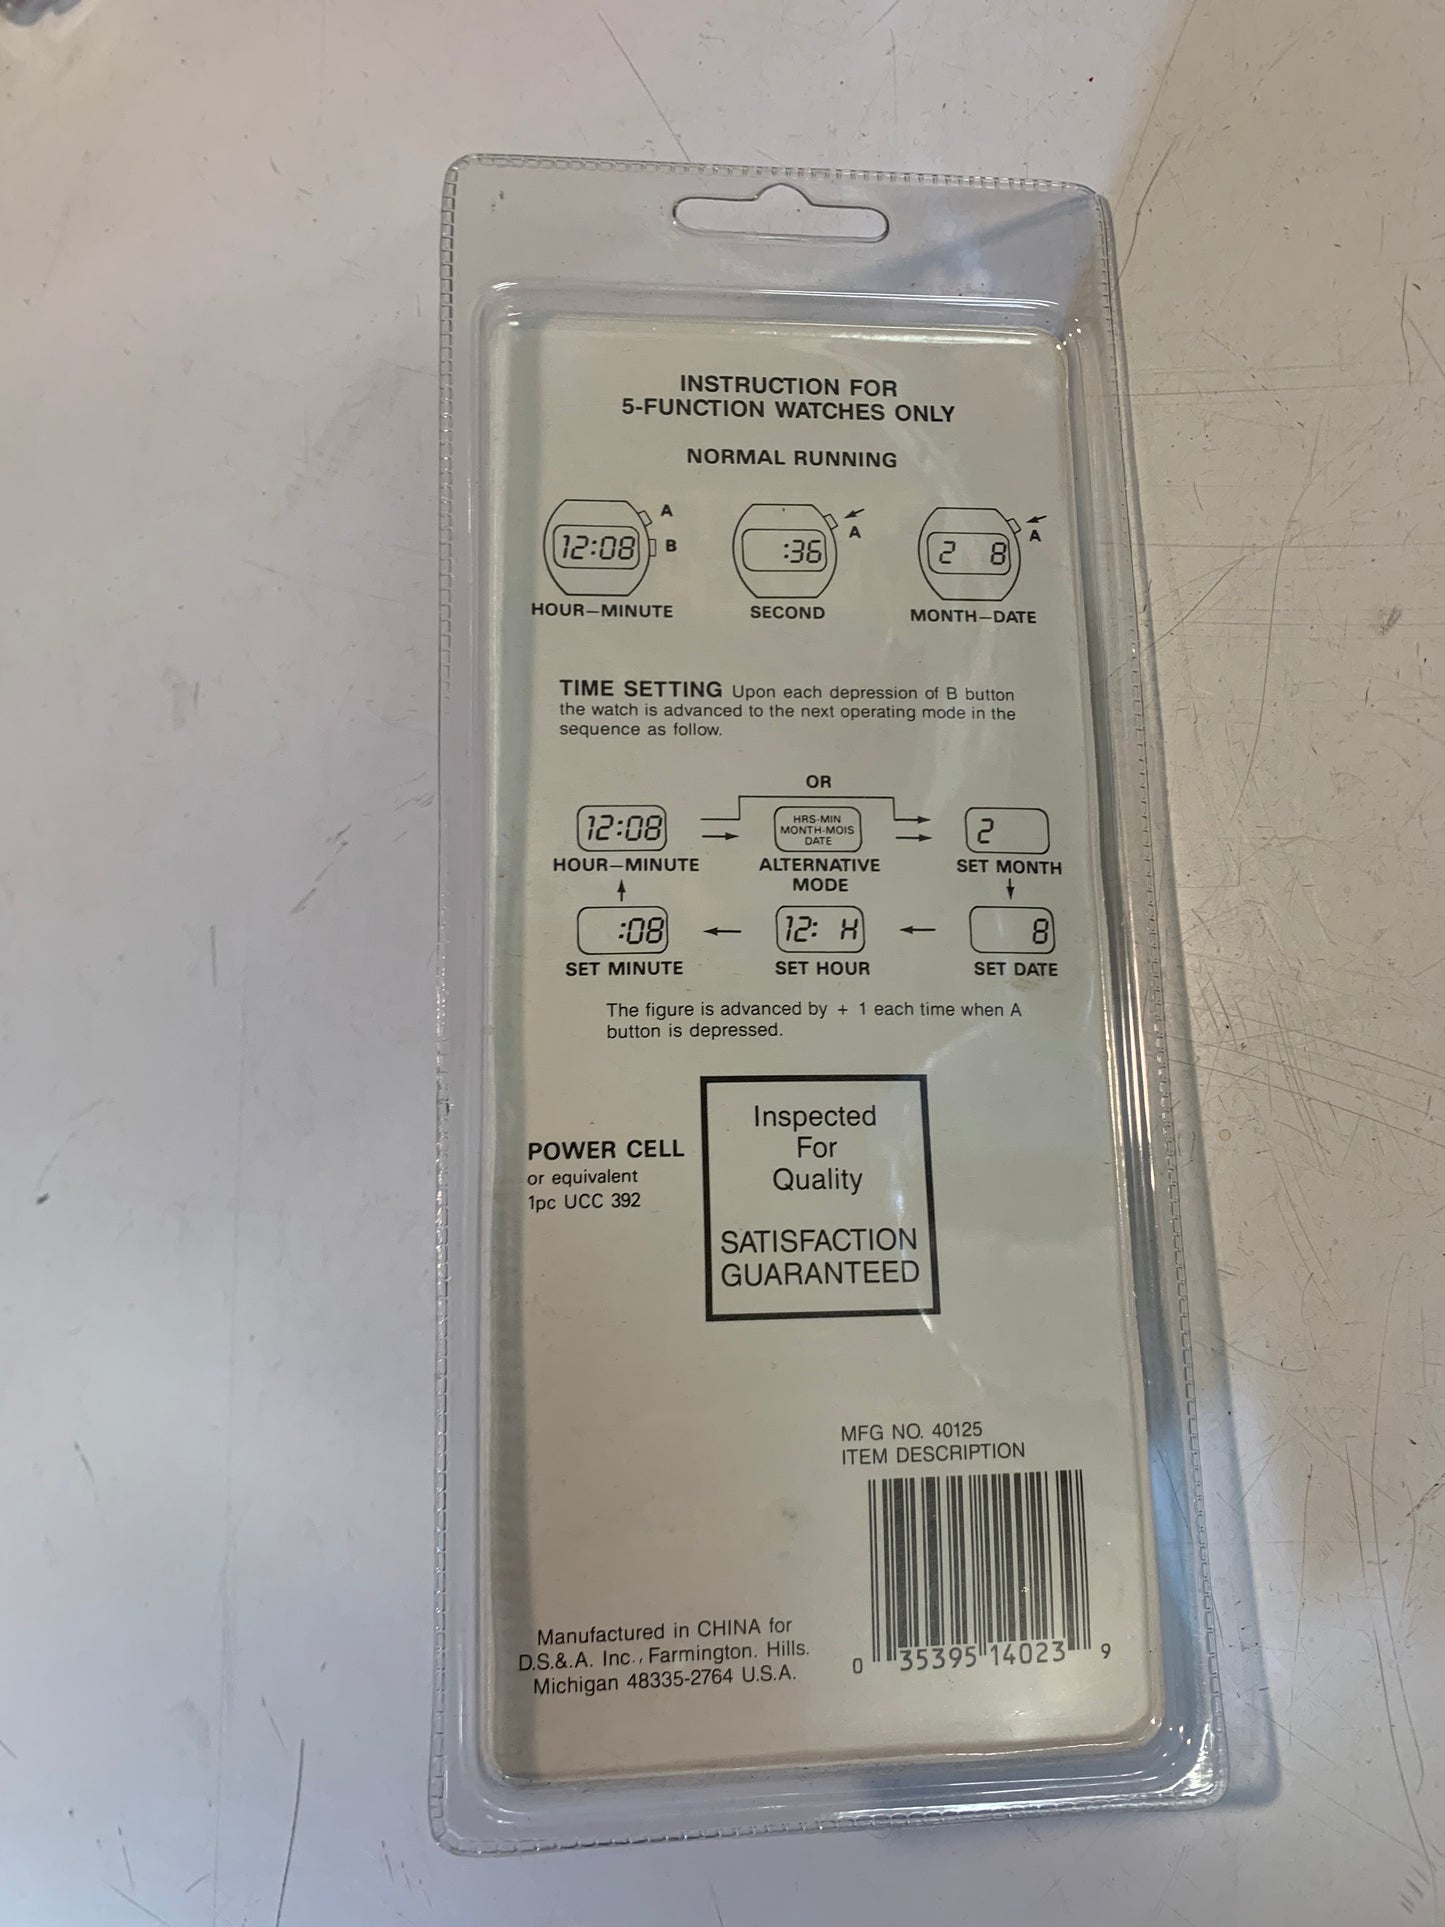 INSTRUCTION FOR
5-FUNCTION WATCHES ONLY
NORMAL RUNNING
12:08 A B
HOUR–MINUTE
:36 A
SECOND
2 8 A
MONTH–DATE
TIME SETTING Upon each depression of B button
the watch is advanced to the next operating mode in the
sequence as follow.
OR
12:08
HOUR–MINUTE
HRS-MIN
MONTH-MOIS
DATE
ALTERNATIVE
MODE
2
SET MONTH
:08
SET MINUTE
12: H
SET HOUR
8
SET DATE
The figure is advanced by + 1 each time when A
button is depressed.
POWER CELL
or equivalent
1pc UCC 392
Inspected
For
Quality
SATISFACTION
GUARANTEED
MFG NO. 40125
ITEM DESCRIPTION
0 35395 14023 9
Manufactured in CHINA for
D.S.&.A. Inc., Farmington. Hills.
Michigan 48335-2764 U.S.A.